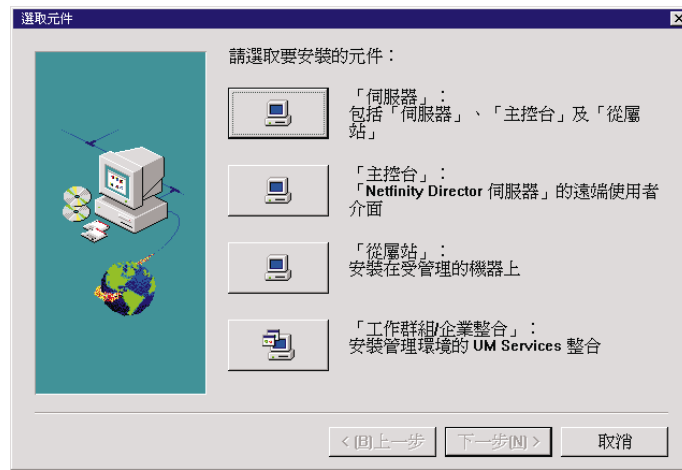 選取元件
請選取要安裝的元件：
「伺服器」：
包括「伺服器」、「主控台」及「從屬
站」
「主控台」：
「Netfinity Director 伺服器」的遠端使用者
介面
「從屬站」：
安裝在受管理的機器上
「工作群組/企業整合」：
安裝管理環境的 UM Services 整合
< (B)上一步
下一步(N) >
取消